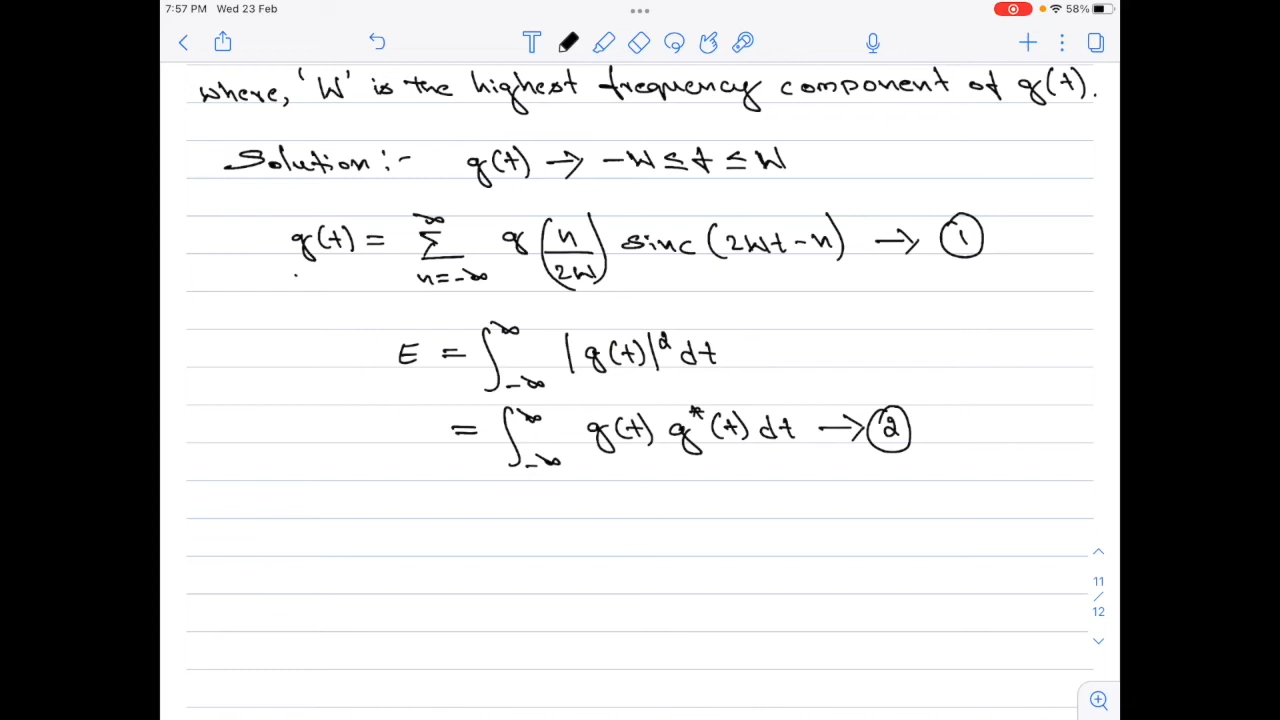 7:57 PM Wed 23 Feb
58%
T
where, 'W' is the highest frequency component of g(t).
Solution :- g(t) → -W ≤ f ≤ W
g(t) = ∑_{n=-∞}^{∞} g(n/2W) sinc (2Wt - n) → ①
E = ∫_{-∞}^{∞} |g(t)|² dt
= ∫_{-∞}^{∞} g(t) g*(t) dt → ②
11
/
12